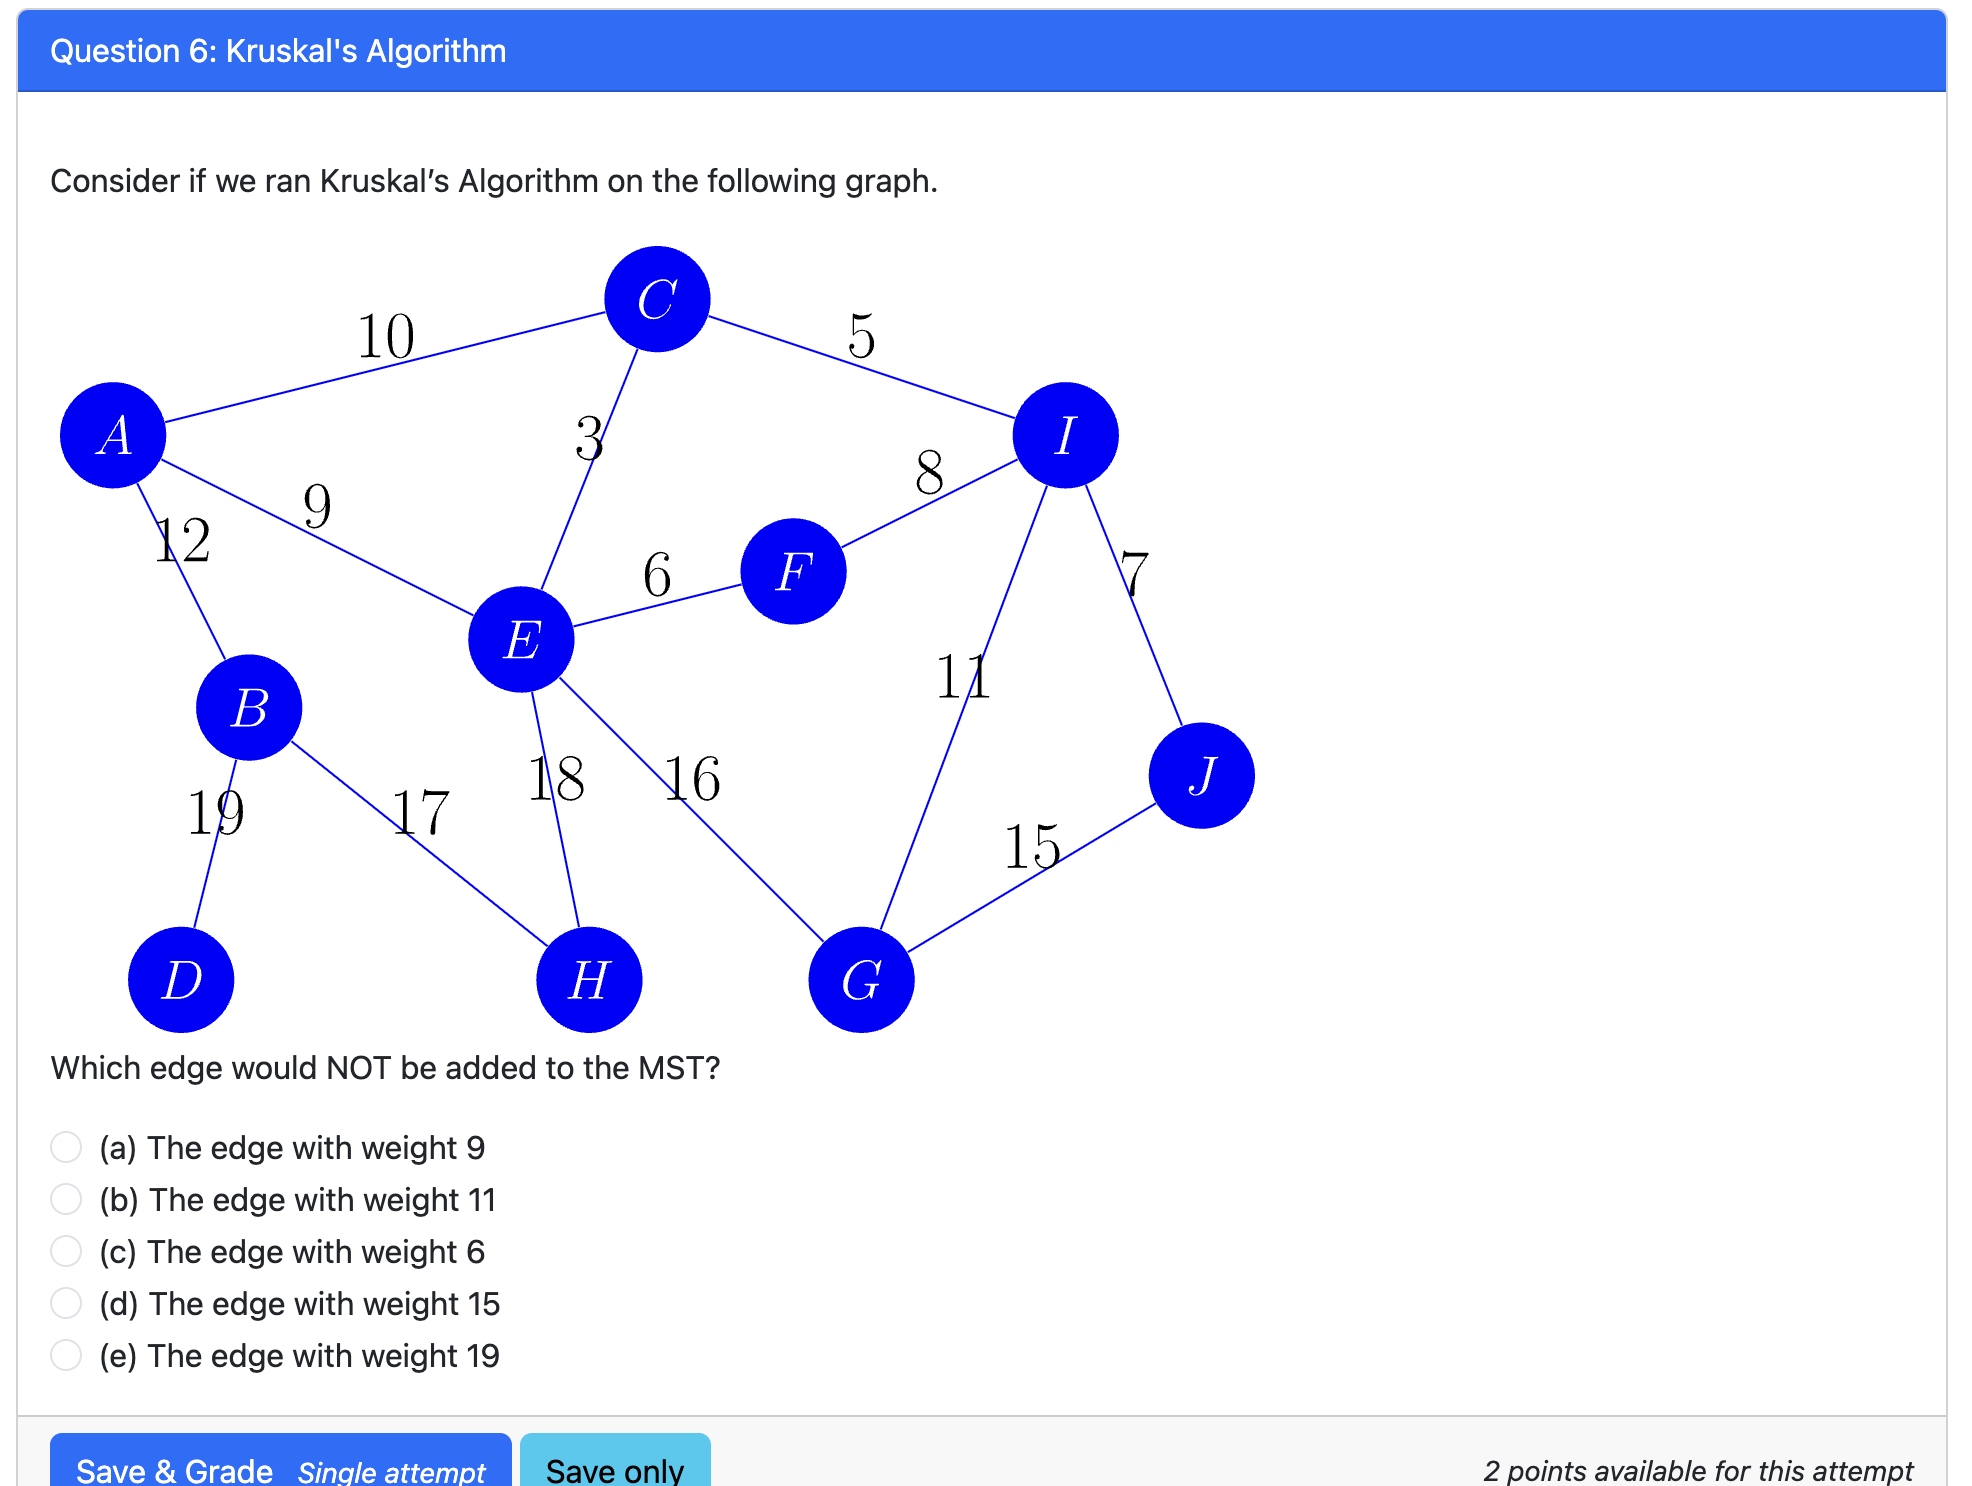 Question 6: Kruskal's Algorithm
Consider if we ran Kruskal's Algorithm on the following graph.
C
10
5
A
I
3
8
9
12
6
F
7
E
11
B
J
18
16
19
17
15
D
H
G
Which edge would NOT be added to the MST?
(a) The edge with weight 9
(b) The edge with weight 11
(c) The edge with weight 6
(d) The edge with weight 15
(e) The edge with weight 19
Save & Grade Single attempt
Save only
2 points available for this attempt